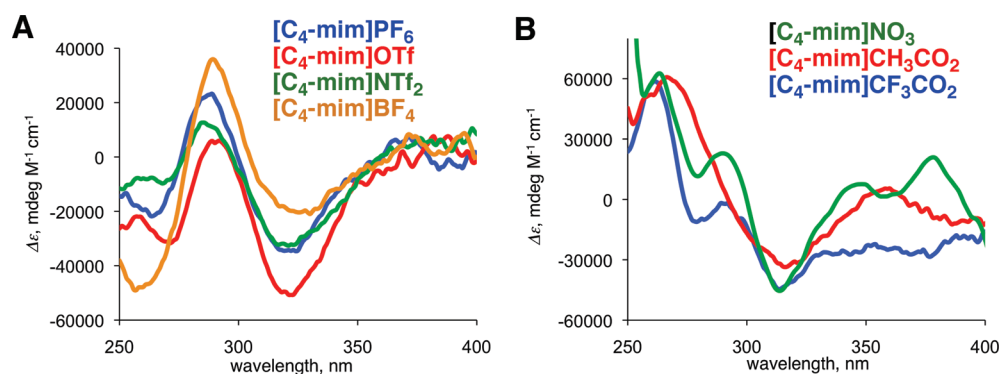 A
[C4-mim]PF6
[C4-mim]OTf
[C4-mim]NTf2
[C4-mim]BF4
40000
20000
0
-20000
-40000
-60000
Δε, mdeg M-1 cm-1
250 300 350 400
wavelength, nm
B
[C4-mim]NO3
[C4-mim]CH3CO2
[C4-mim]CF3CO2
60000
30000
0
-30000
-60000
Δε, mdeg M-1 cm-1
250 300 350 400
wavelength, nm